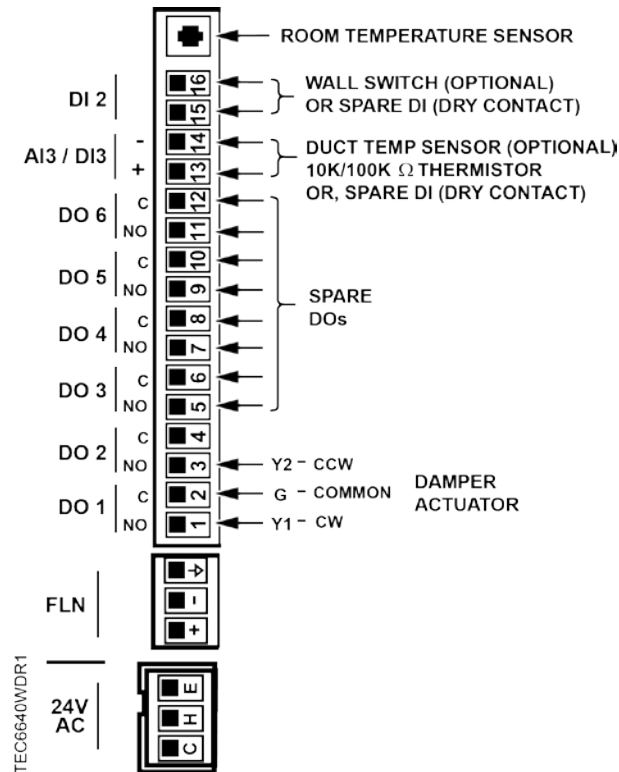 ROOM TEMPERATURE SENSOR
DI 2
16
15
WALL SWITCH (OPTIONAL)
OR SPARE DI (DRY CONTACT)
AI3 / DI3
-
+
14
13
DUCT TEMP SENSOR (OPTIONAL)
10K/100K Ω THERMISTOR
OR, SPARE DI (DRY CONTACT)
DO 6
C
NO
12
11
DO 5
C
NO
10
9
DO 4
C
NO
8
7
DO 3
C
NO
6
5
SPARE
DOs
DO 2
C
NO
4
3
Y2 - CCW
DO 1
C
NO
2
1
G - COMMON
Y1 - CW
DAMPER
ACTUATOR
FLN
-
+
24V
AC
E
H
C
TEC6640WDR1